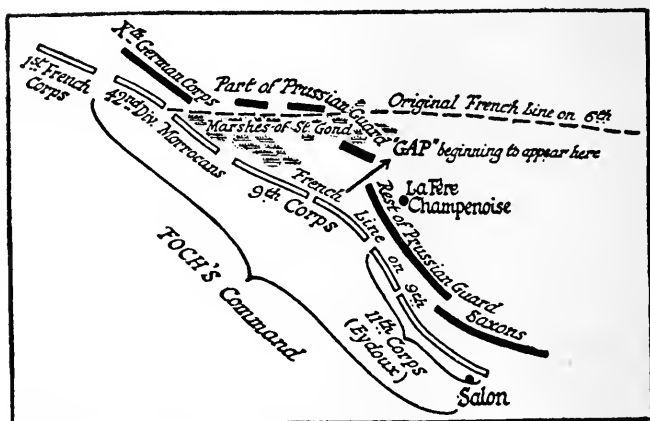 Xth German Corps
1st French
Corps
42nd Div. Morrocans
Part of Prussian Guard
Original French Line on 6th
Marshes of St. Gond
"GAP" beginning to appear here
9th Corps
French Line on 9th
La Fère
Champenoise
Rest of Prussian Guard
Saxons
11th Corps
(Eydoux)
FOCH'S Command
Salon